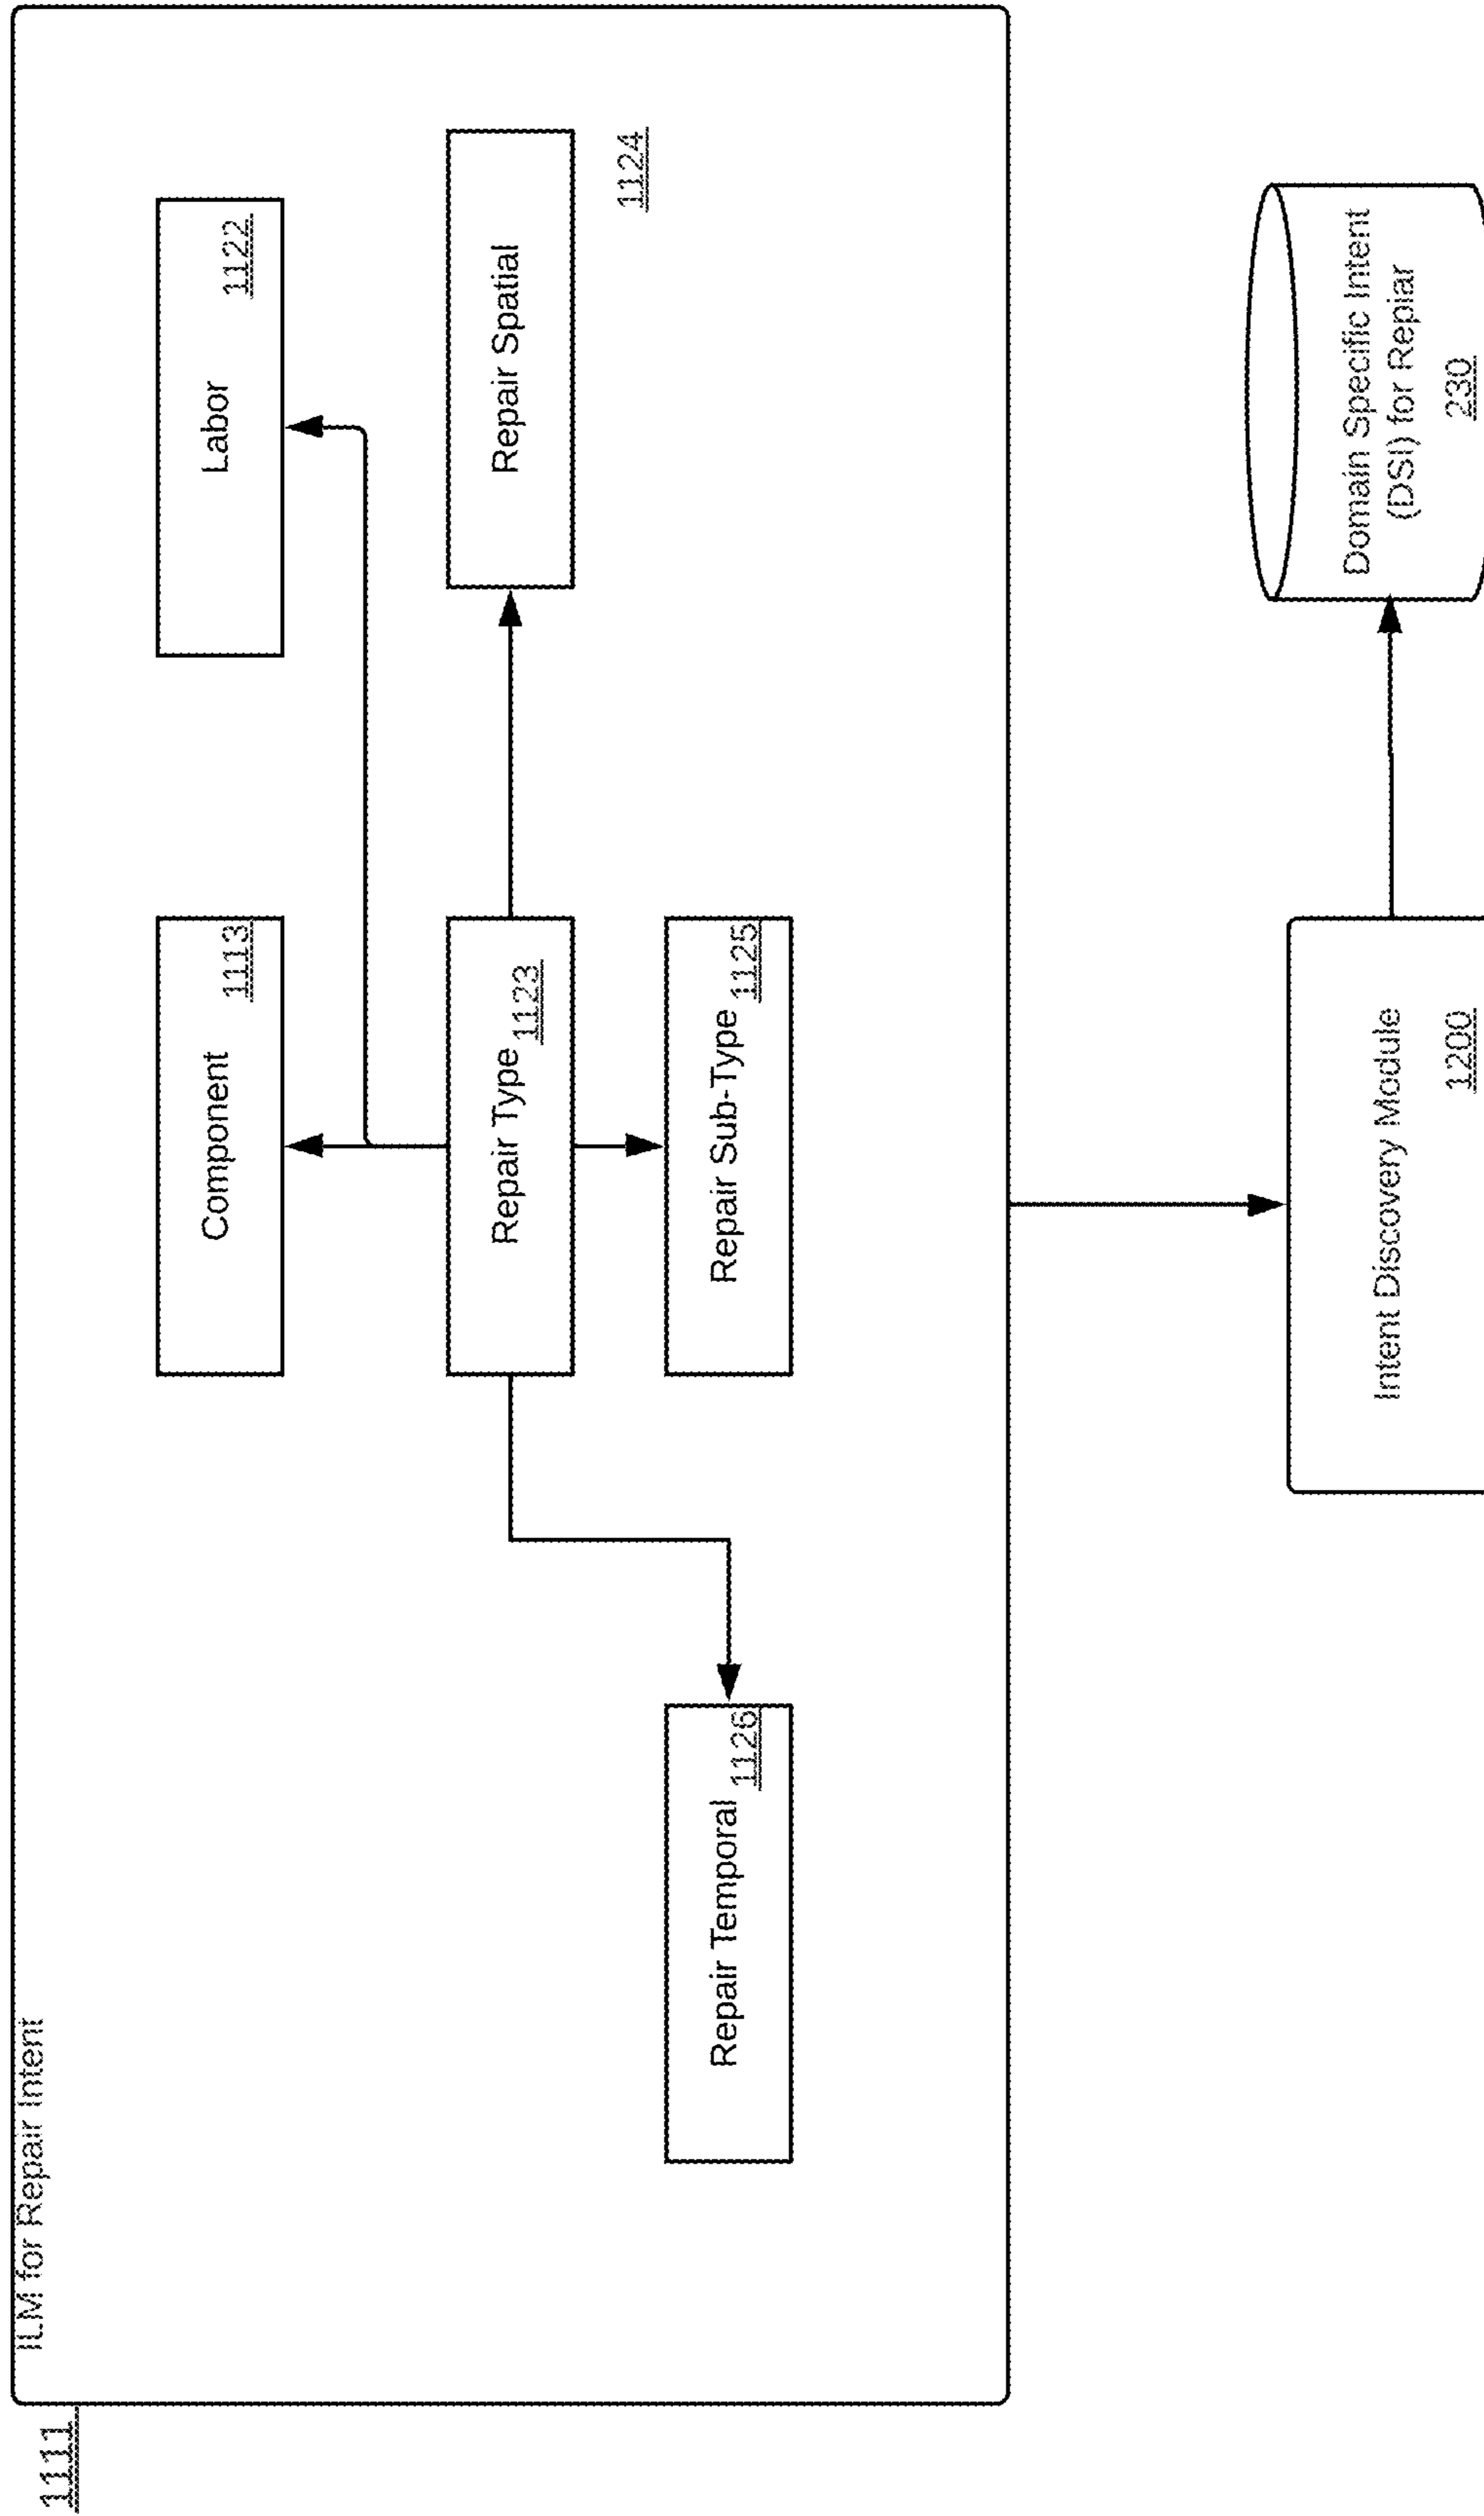 1111
ILM for Repair Intent
Component
1113
Labor
1122
Repair Type
1123
Repair Spatial
1124
Repair Temporal
1126
Repair Sub-Type
1125
Intent Discovery Module
1200
Domain Specific Intent
(DSI) for Repiar
230